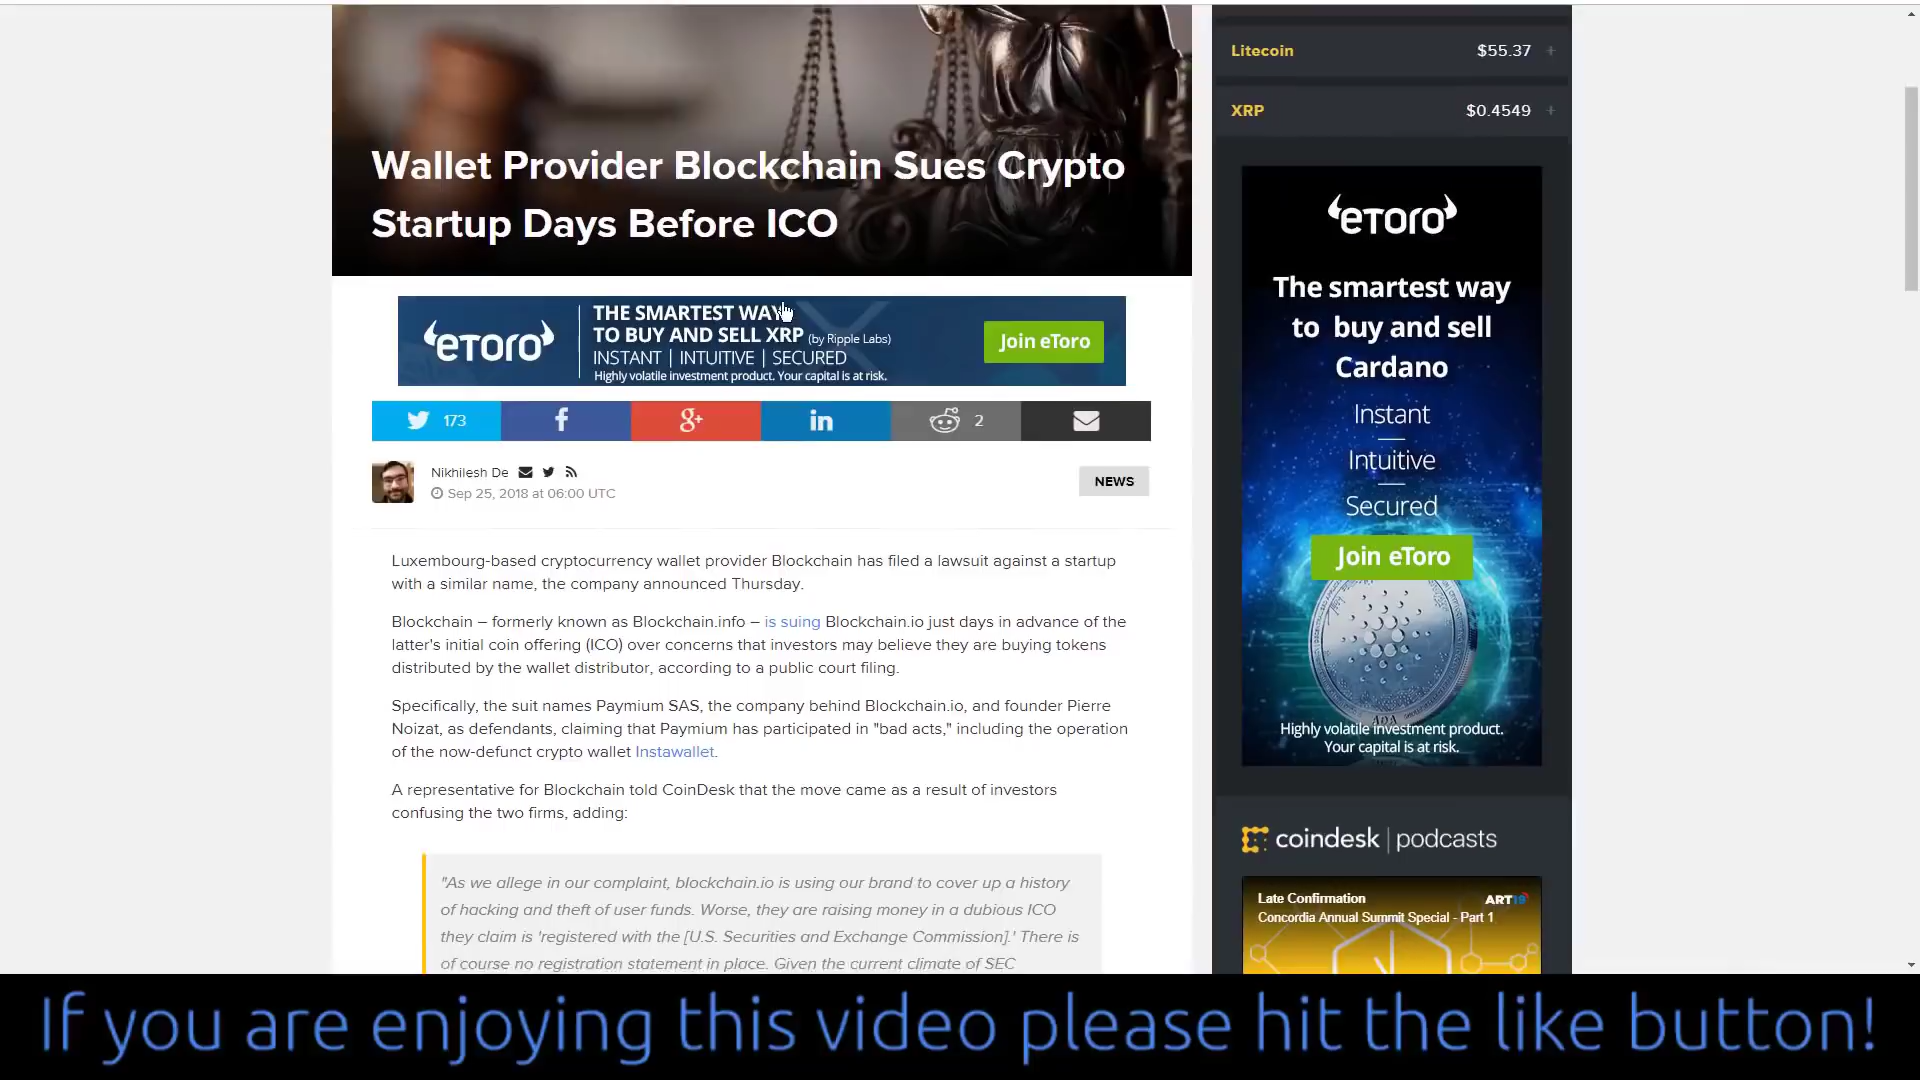 Wallet Provider Blockchain Sues Crypto
Startup Days Before ICO
eTORO
THE SMARTEST WAY
TO BUY AND SELL XRP (by Ripple Labs)
INSTANT | INTUITIVE | SECURED
Highly volatile investment product. Your capital is at risk.
Join eToro
173
2
Nikhilesh De
Sep 25, 2018 at 06:00 UTC
NEWS
Luxembourg-based cryptocurrency wallet provider Blockchain has filed a lawsuit against a startup
with a similar name, the company announced Thursday.
Blockchain – formerly known as Blockchain.info – is suing Blockchain.io just days in advance of the
latter's initial coin offering (ICO) over concerns that investors may believe they are buying tokens
distributed by the wallet distributor, according to a public court filing.
Specifically, the suit names Paymium SAS, the company behind Blockchain.io, and founder Pierre
Noizat, as defendants, claiming that Paymium has participated in "bad acts," including the operation
of the now-defunct crypto wallet Instawallet.
A representative for Blockchain told CoinDesk that the move came as a result of investors
confusing the two firms, adding:
"As we allege in our complaint, blockchain.io is using our brand to cover up a history
of hacking and theft of user funds. Worse, they are raising money in a dubious ICO
they claim is 'registered with the [U.S. Securities and Exchange Commission].' There is
of course no registration statement in place. Given the current climate of SEC
Litecoin $55.37 +
XRP $0.4549 +
eTORO
The smartest way
to buy and sell
Cardano
Instant
Intuitive
Secured
Join eToro
ADA
Highly volatile investment product.
Your capital is at risk.
coindesk | podcasts
Late Confirmation
Concordia Annual Summit Special - Part 1
ART19
If you are enjoying this video please hit the like button!